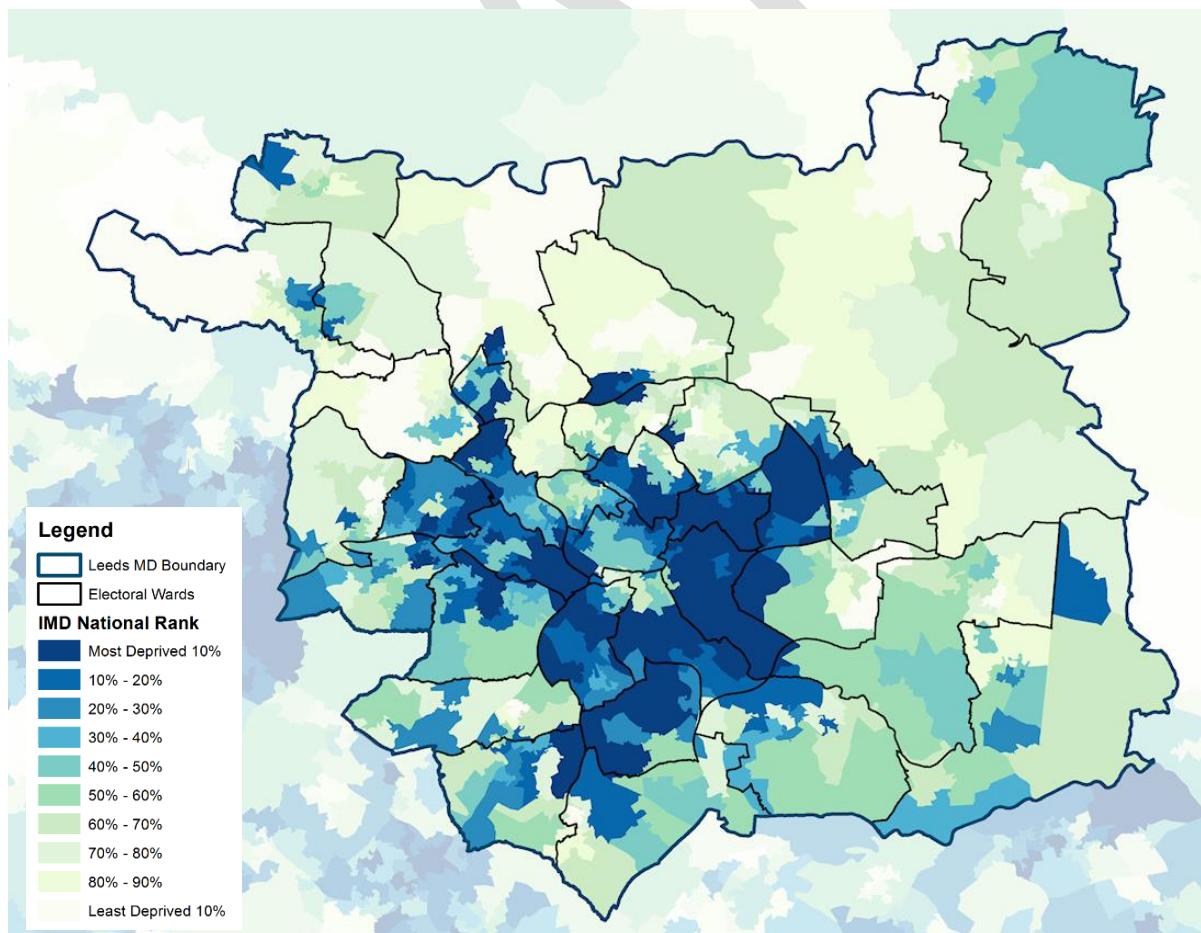 Legend
Leeds MD Boundary
Electoral Wards
IMD National Rank
Most Deprived 10%
10% - 20%
20% - 30%
30% - 40%
40% - 50%
50% - 60%
60% - 70%
70% - 80%
80% - 90%
Least Deprived 10%